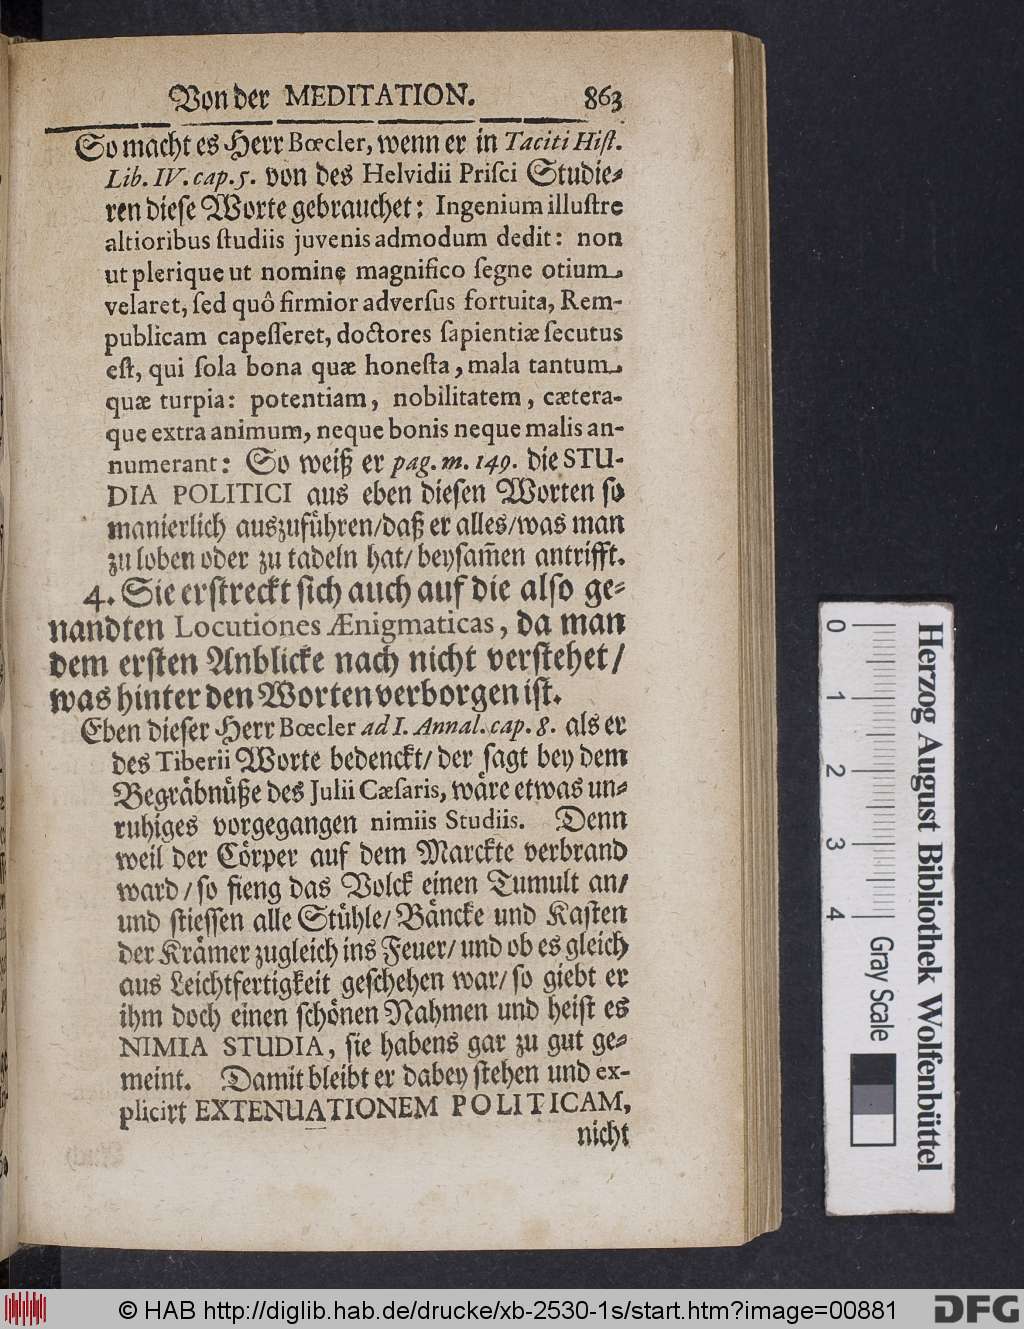 Von der MEDITATION. 863
So macht es Herr Bœcler, wenn er in Taciti Hiſt.
Lib. IV. cap. 5. von des Helvidii Priſci Studie-
ren dieſe Worte gebrauchet: Ingenium illuſtre
altioribus ſtudiis juvenis admodum dedit: non
ut plerique ut nomine magnifico ſegne otium
velaret, ſed quô firmior adverſus fortuita, Rem-
publicam capeſſeret, doctores ſapientiæ ſecutus
eſt, qui ſola bona quæ honeſta, mala tantum
quæ turpia: potentiam, nobilitatem, cætera-
que extra animum, neque bonis neque malis an-
numerant: So weiß er pag. m. 149. die STU-
DIA POLITICI aus eben dieſen Worten ſo
manierlich auszuführen/daß er alles/was man
zu loben oder zu tadeln hat/ beyſam̃en antrifft.
4. Sie erſtreckt ſich auch auf die alſo ge-
nandten Locutiones Ænigmaticas, da man
dem erſten Anblicke nach nicht verſtehet/
was hinter den Worten verborgen iſt.
Eben dieſer Herr Bœcler ad I. Annal. cap. 8. als er
des Tiberii Worte bedenckt/ der ſagt bey dem
Begräbnüße des Julii Cæſaris, wäre etwas un-
ruhiges vorgegangen nimiis Studiis. Denn
weil der Cörper auf dem Marckte verbrand
ward/ ſo fieng das Volck einen Tumult an/
und ſtieſſen alle Stühle/ Bäncke und Kaſten
der Krämer zugleich ins Feuer/ und ob es gleich
aus Leichtfertigkeit geſchehen war/ ſo giebt er
ihm doch einen ſchönen Nahmen und heiſt es
NIMIA STUDIA, ſie habens gar zu gut ge-
meint. Damit bleibt er dabey ſtehen und ex-
plicirt EXTENUATIONEM POLITICAM,
nicht
0 1 2 3 4 Gray Scale
Herzog August Bibliothek Wolfenbüttel
© HAB http://diglib.hab.de/drucke/xb-2530-1s/start.htm?image=00881
DFG